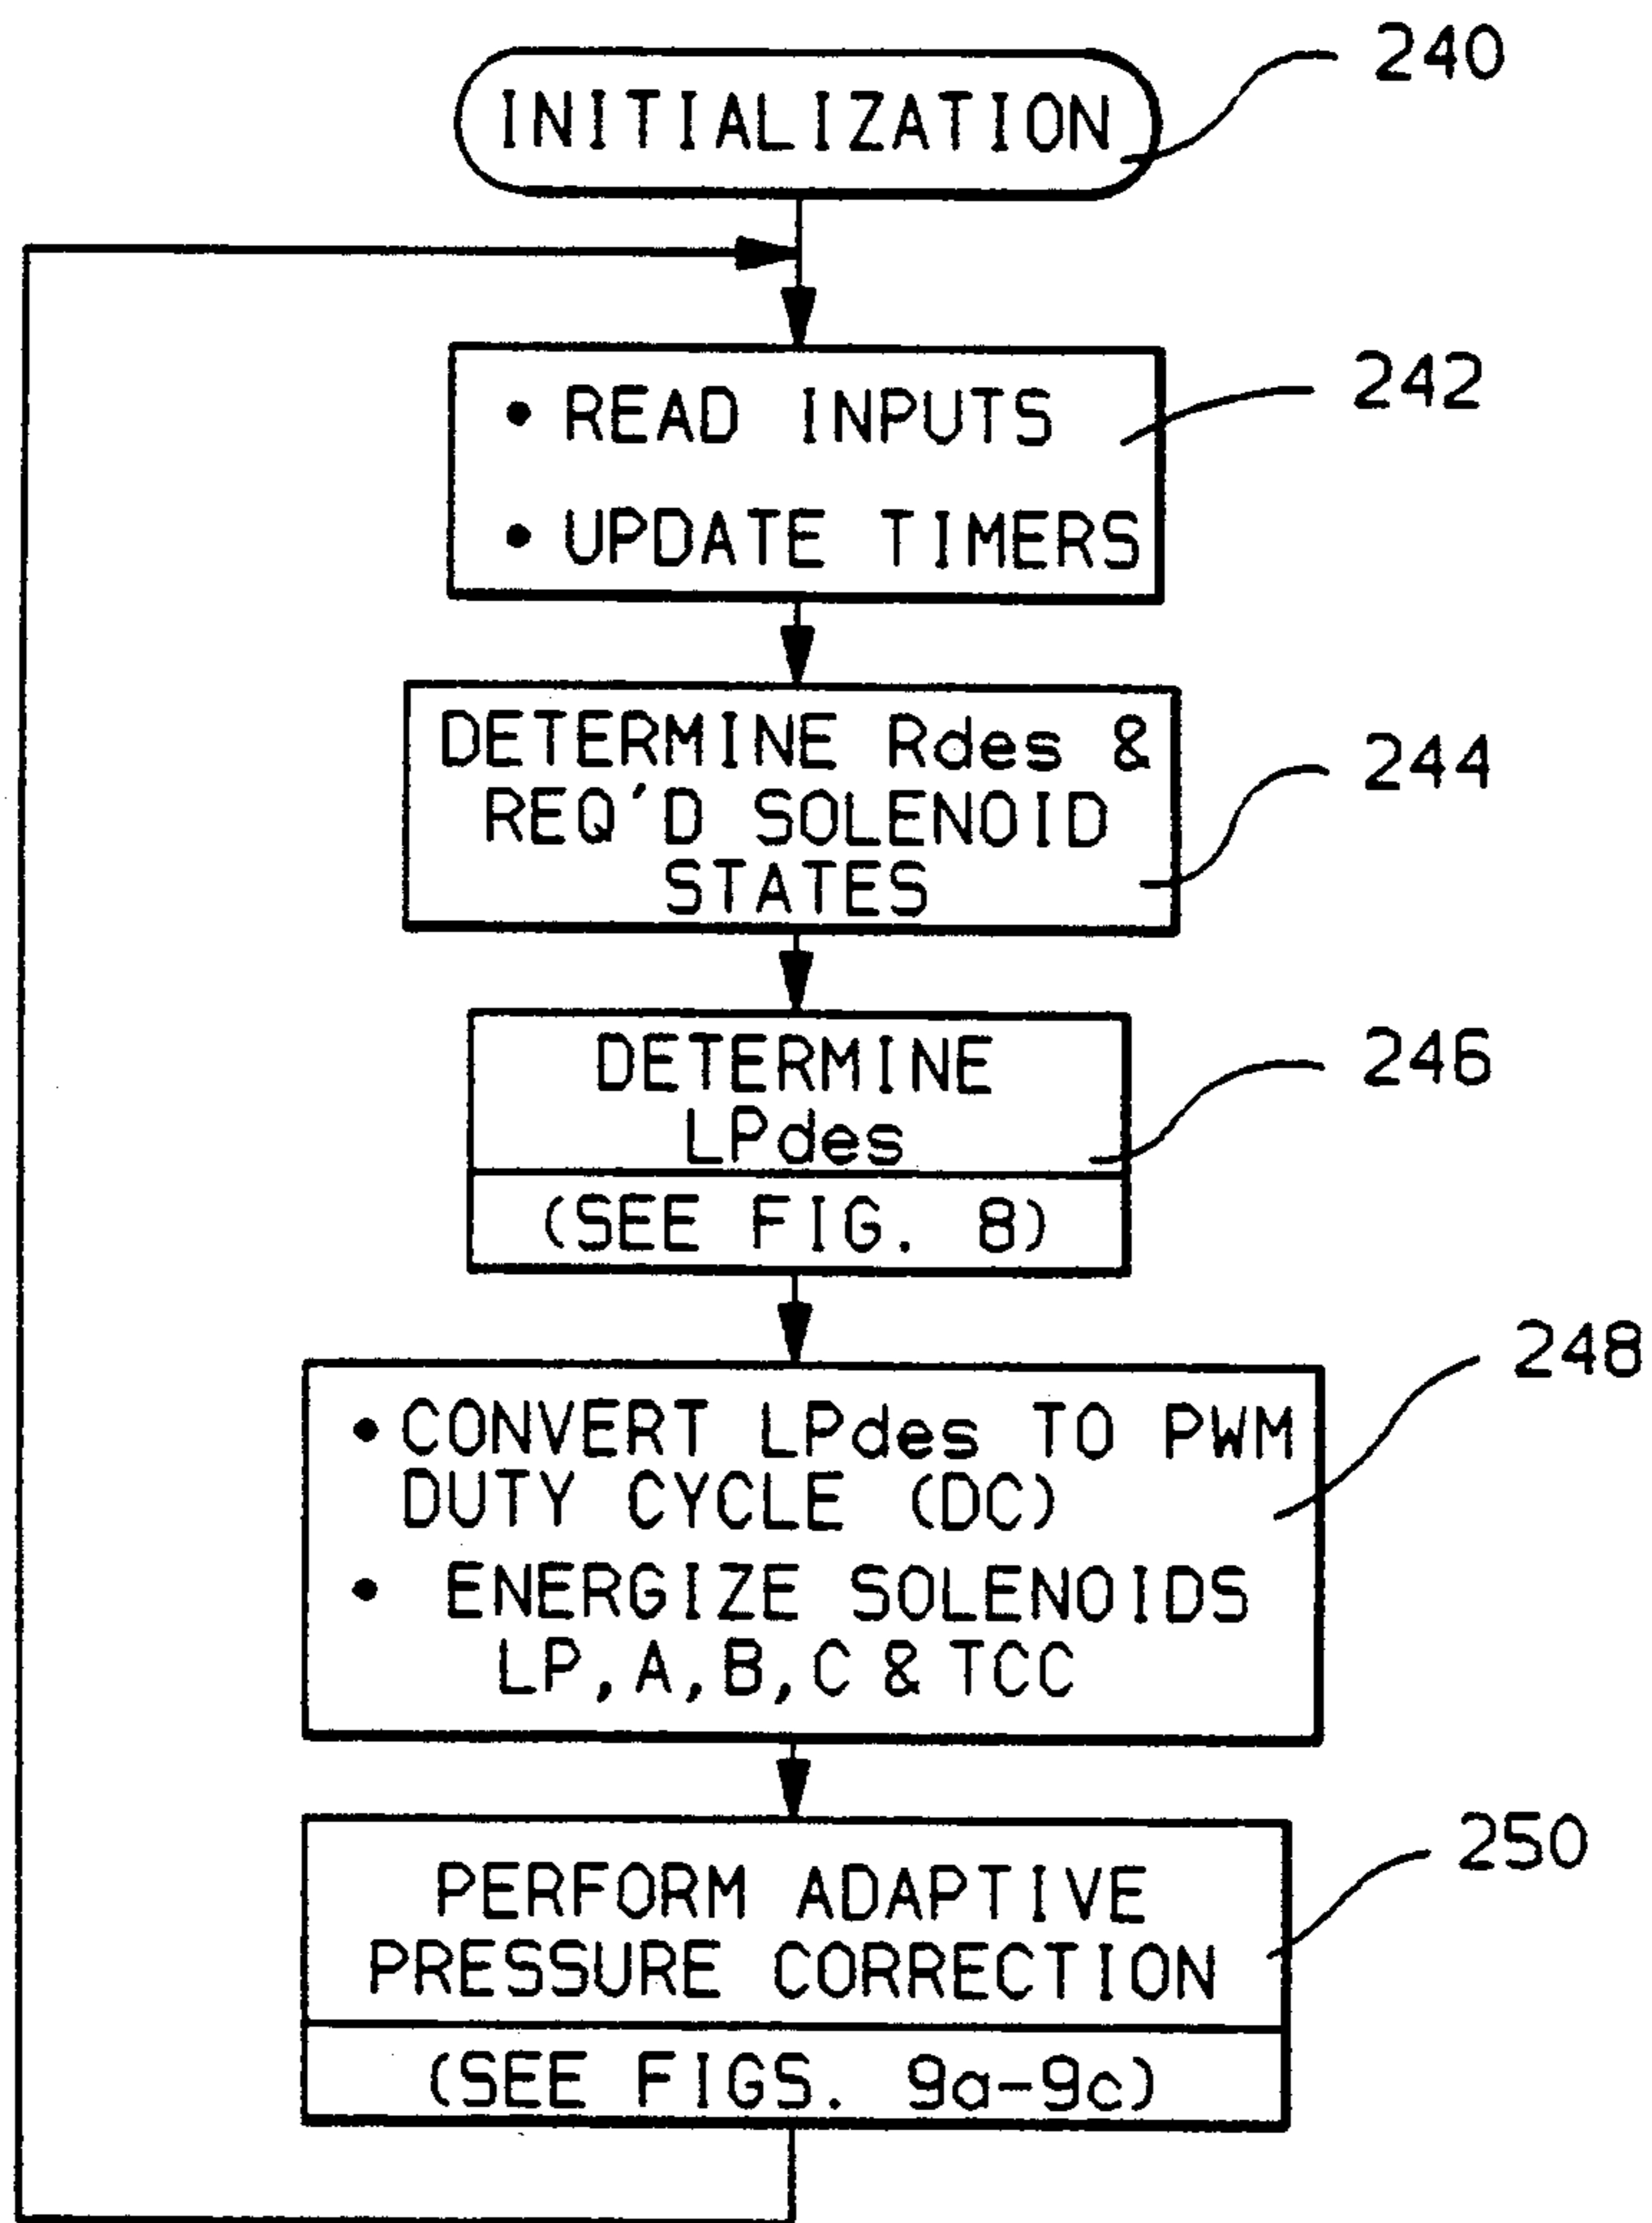 INITIALIZATION
240
• READ INPUTS
• UPDATE TIMERS
242
DETERMINE Rdes &
REQ'D SOLENOID
STATES
244
DETERMINE
LPdes
(SEE FIG. 8)
246
• CONVERT LPdes TO PWM
DUTY CYCLE (DC)
• ENERGIZE SOLENOIDS
LP, A, B, C & TCC
248
PERFORM ADAPTIVE
PRESSURE CORRECTION
(SEE FIGS. 9a-9c)
250